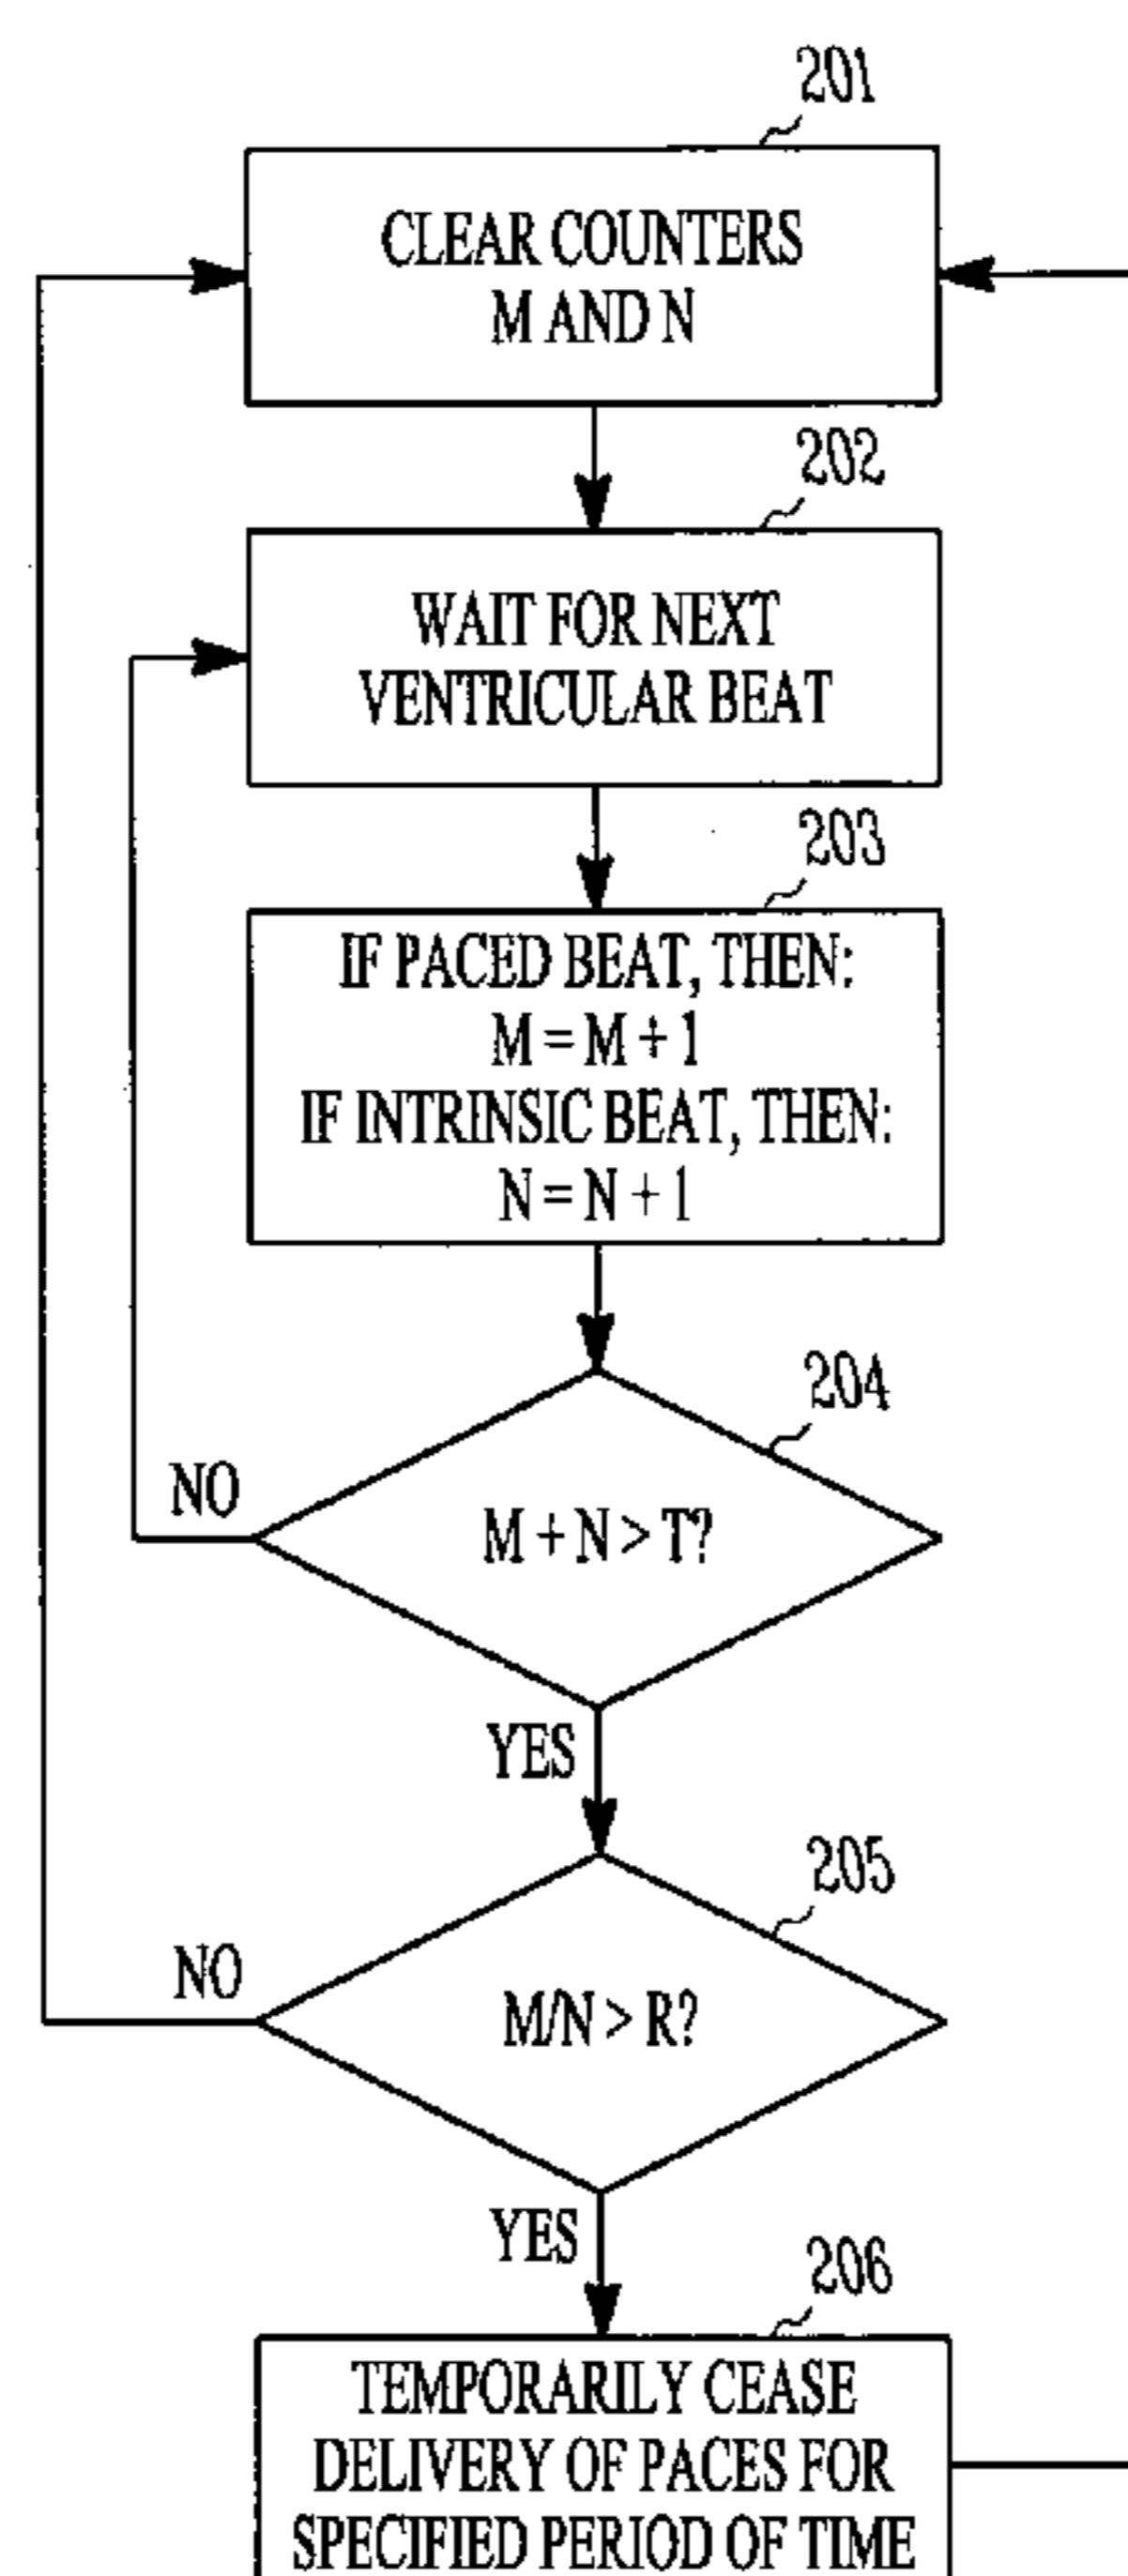 201
CLEAR COUNTERS
M AND N
202
WAIT FOR NEXT
VENTRICULAR BEAT
203
IF PACED BEAT, THEN:
M = M + 1
IF INTRINSIC BEAT, THEN:
N = N + 1
204
NO
M + N > T?
YES
205
NO
M/N > R?
YES
206
TEMPORARILY CEASE
DELIVERY OF PACES FOR
SPECIFIED PERIOD OF TIME